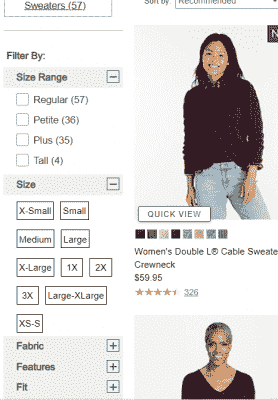 Sweaters (57)
Sort by
Recommended
N
Filter By:
Size Range
Regular (57)
Petite (36)
Plus (35)
Tall (4)
Size
X-Small Small
Medium Large
X-Large 1X 2X
3X Large-XLarge
XS-S
Fabric
Features
Fit
QUICK VIEW
Women's Double L® Cable Sweate
Crewneck
$59.95
326